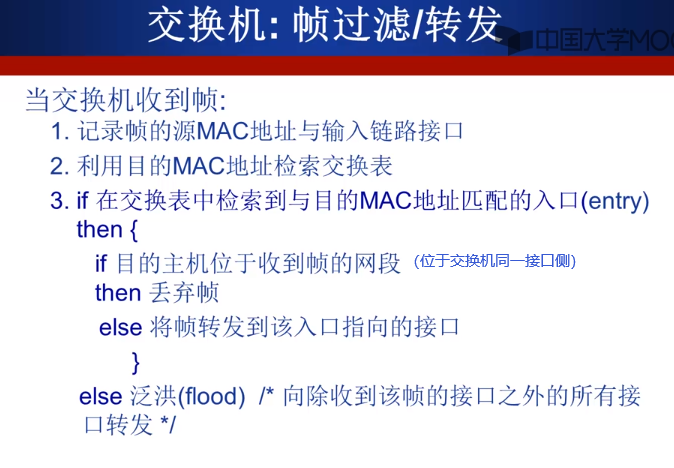 交换机: 帧过滤/转发
中国大学MOO
当交换机收到帧:
1. 记录帧的源MAC地址与输入链路接口
2. 利用目的MAC地址检索交换表
3. if 在交换表中检索到与目的MAC地址匹配的入口(entry)
then {
if 目的主机位于收到帧的网段 (位于交换机同一接口侧)
then 丢弃帧
else 将帧转发到该入口指向的接口
}
else 泛洪(flood) /* 向除收到该帧的接口之外的所有接
口转发 */